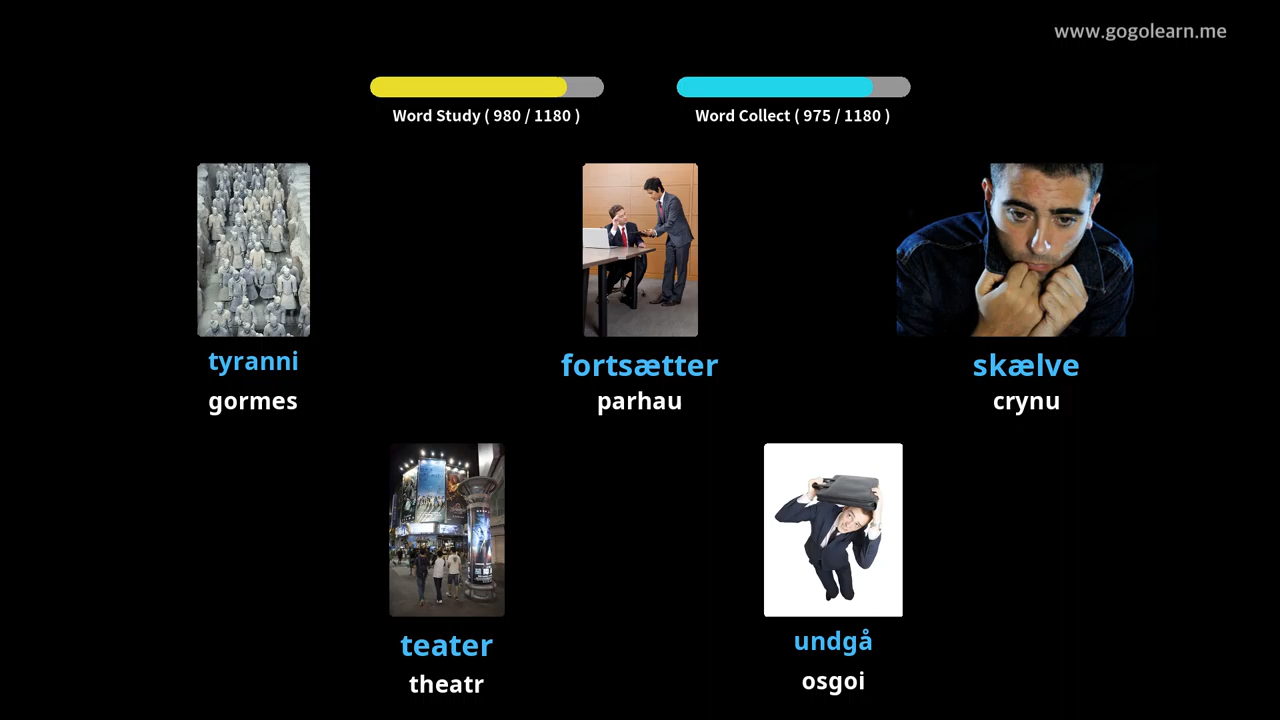 www.gogolearn.me
Word Study ( 980 / 1180 )
Word Collect ( 975 / 1180 )
tyranni
gormes
fortsætter
parhau
skælve
crynu
teater
theatr
undgå
osgoi